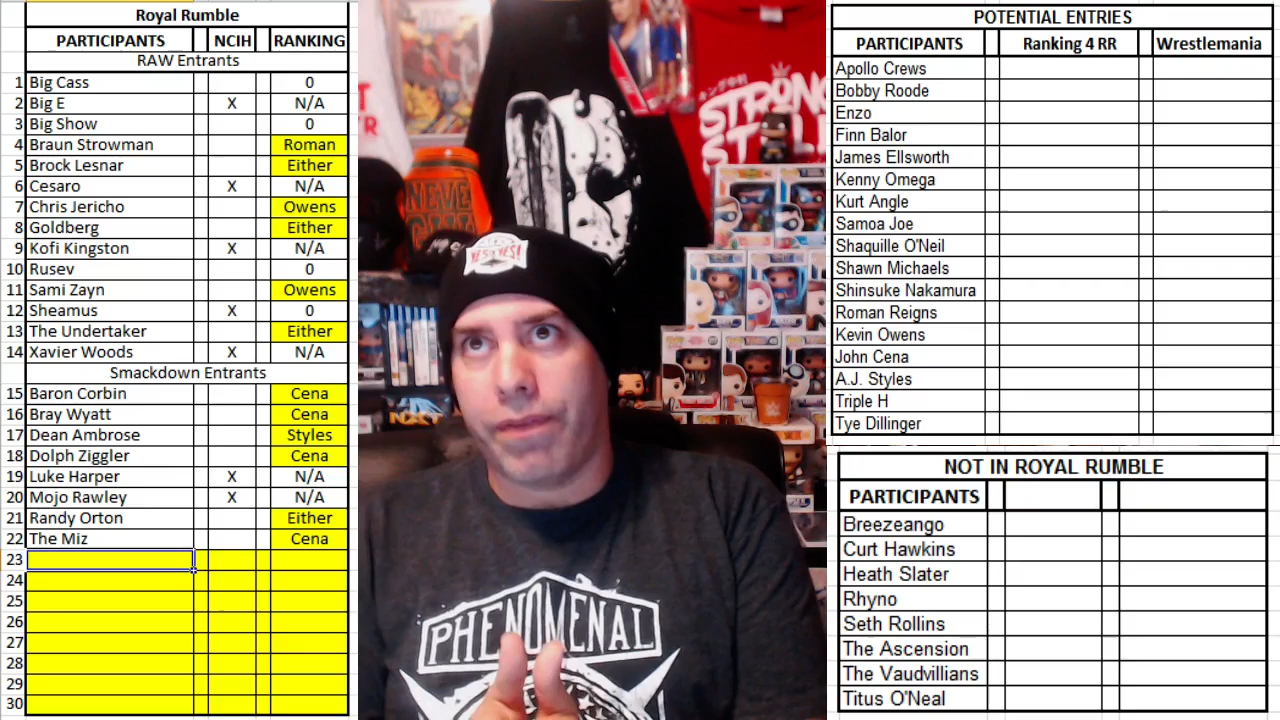 Royal Rumble
PARTICIPANTS NCIH RANKING
RAW Entrants
1 Big Cass 0
2 Big E X N/A
3 Big Show 0
4 Braun Strowman Roman
5 Brock Lesnar Either
6 Cesaro X N/A
7 Chris Jericho Owens
8 Goldberg Either
9 Kofi Kingston X N/A
10 Rusev 0
11 Sami Zayn Owens
12 Sheamus X 0
13 The Undertaker Either
14 Xavier Woods X N/A
Smackdown Entrants
15 Baron Corbin Cena
16 Bray Wyatt Cena
17 Dean Ambrose Styles
18 Dolph Ziggler Cena
19 Luke Harper X N/A
20 Mojo Rawley X N/A
21 Randy Orton Either
22 The Miz Cena
23
24
25
26
27
28
29
30
STRONG
STYLE
NEVER
YES! YES!
NXT
PHENOMENAL
POTENTIAL ENTRIES
PARTICIPANTS Ranking 4 RR Wrestlemania
Apollo Crews
Bobby Roode
Enzo
Finn Balor
James Ellsworth
Kenny Omega
Kurt Angle
Samoa Joe
Shaquille O'Neil
Shawn Michaels
Shinsuke Nakamura
Roman Reigns
Kevin Owens
John Cena
A.J. Styles
Triple H
Tye Dillinger
NOT IN ROYAL RUMBLE
PARTICIPANTS
Breezeango
Curt Hawkins
Heath Slater
Rhyno
Seth Rollins
The Ascension
The Vaudvillians
Titus O'Neal